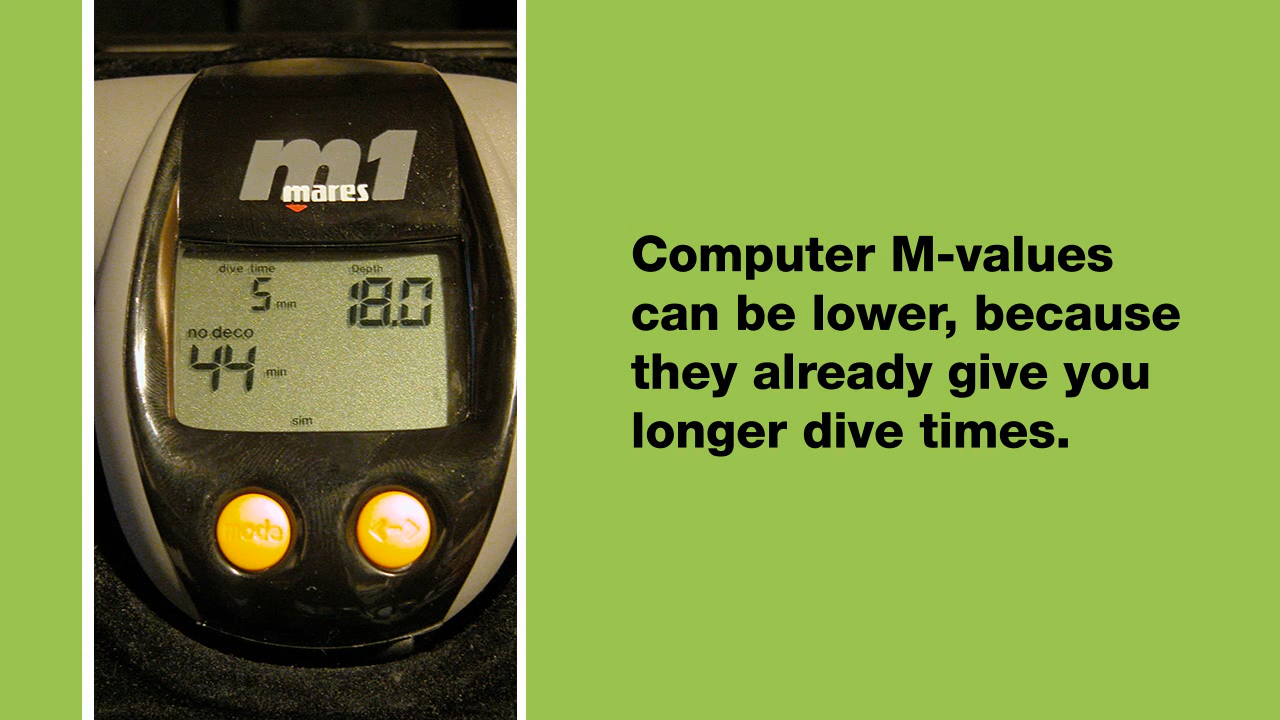 m1
mares
dive time Depth
5 min 18.0
no deco
44 min
sim
mode <->
Computer M-values
can be lower, because
they already give you
longer dive times.